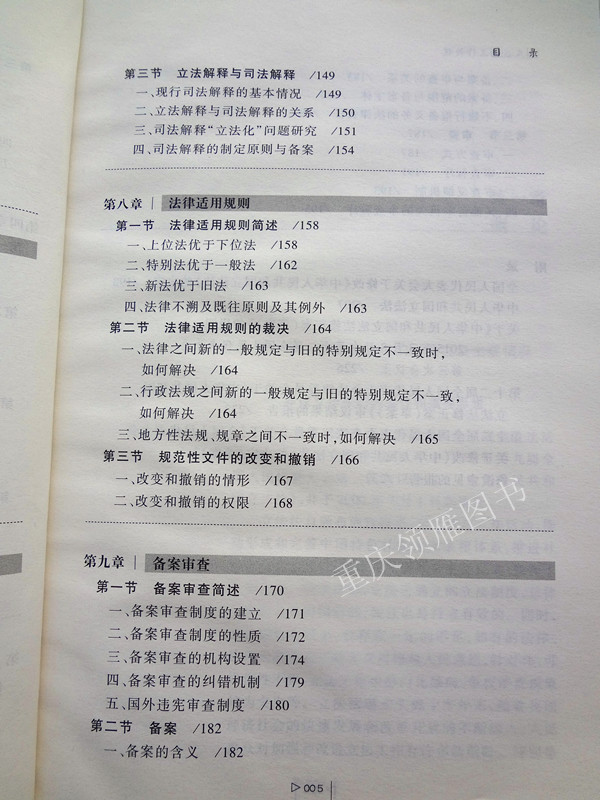 目 录
第三节 立法解释与司法解释 /149
一、现行司法解释的基本情况 /149
二、立法解释与司法解释的关系 /150
三、司法解释“立法化”问题研究 /151
四、司法解释的制定原则与备案 /154
第八章 | 法律适用规则
第一节 法律适用规则简述 /158
一、上位法优于下位法 /158
二、特别法优于一般法 /162
三、新法优于旧法 /163
四、法律不溯及既往原则及其例外 /163
第二节 法律适用规则的裁决 /164
一、法律之间新的一般规定与旧的特别规定不一致时,
如何解决 /164
二、行政法规之间新的一般规定与旧的特别规定不一致,
如何解决 /164
三、地方性法规、规章之间不一致时,如何解决 /165
第三节 规范性文件的改变和撤销 /166
一、改变和撤销的情形 /167
二、改变和撤销的权限 /168
第九章 | 备案审查
第一节 备案审查简述 /170
一、备案审查制度的建立 /171
二、备案审查制度的性质 /172
三、备案审查的机构设置 /174
四、备案审查的纠错机制 /179
五、国外违宪审查制度 /180
第二节 备案 /182
一、备案的含义 /182
▷005
重庆领雁图书